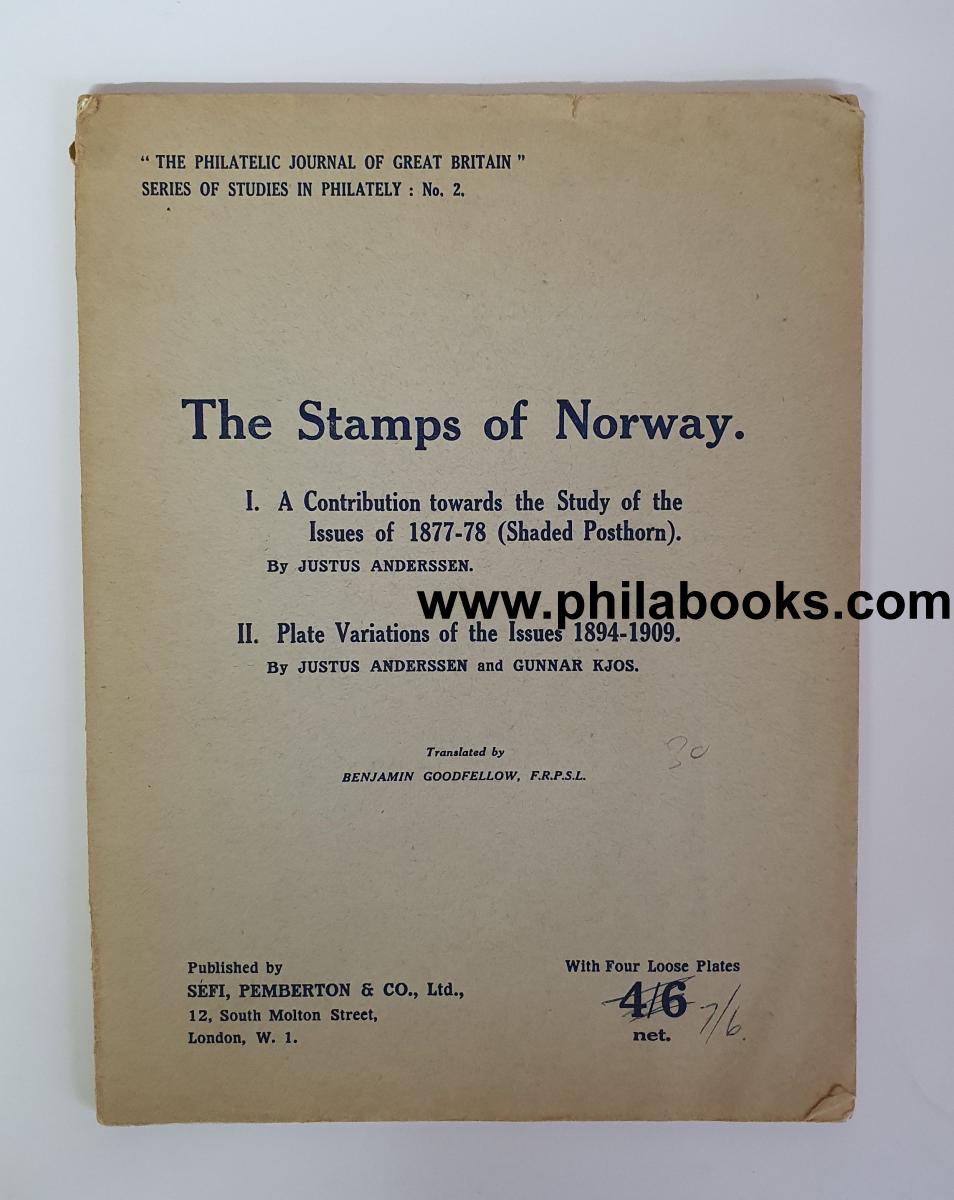 “ THE PHILATELIC JOURNAL OF GREAT BRITAIN ”
SERIES OF STUDIES IN PHILATELY : No. 2.
The Stamps of Norway.
I. A Contribution towards the Study of the
Issues of 1877-78 (Shaded Posthorn).
By JUSTUS ANDERSSEN.
www.philabooks.com
II. Plate Variations of the Issues 1894-1909.
By JUSTUS ANDERSSEN and GUNNAR KJOS.
Translated by
BENJAMIN GOODFELLOW, F.R.P.S.L.
30
Published by
SÉFI, PEMBERTON & CO., Ltd.,
12, South Molton Street,
London, W. 1.
With Four Loose Plates
4/6 7/6.
net.